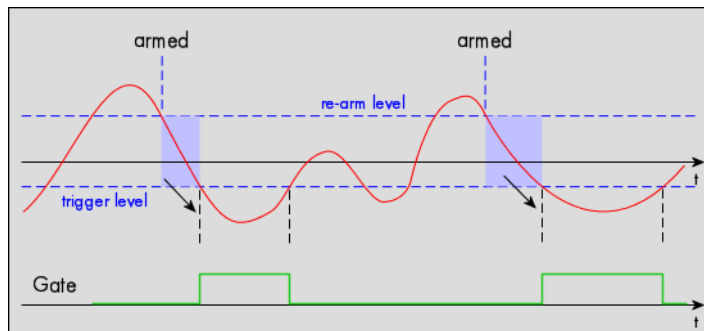 armed armed
re-arm level
t
trigger level
Gate
t